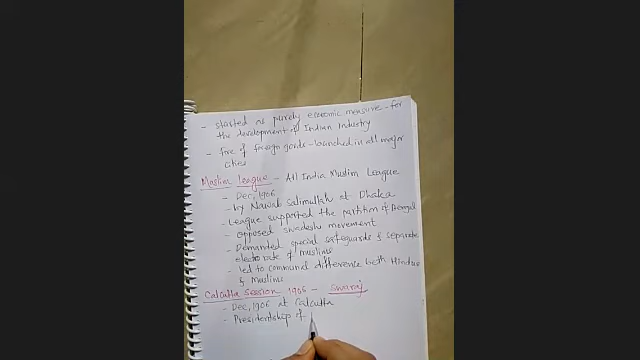 - started as purely economic measure - for
the development of Indian Industry
- fire of foreign goods - launched in all major
cities
Muslim League - All India Muslim League
- Dec, 1906
- by Nawab Salimullah at Dhaka
- League supported the partition of Bengal
- opposed swadeshi movement
- Demanded special safeguards & separate
electorate of muslims
- led to communal difference betn Hindus
& Muslims
Calcutta Session 1906 - Swaraj
- Dec, 1906 at Calcutta
- Presidentship of